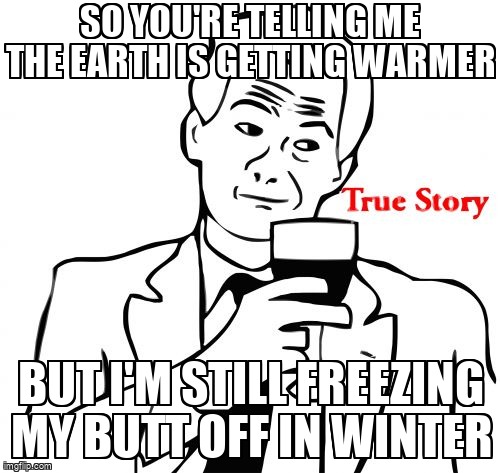 SO YOU'RE TELLING ME
THE EARTH IS GETTING WARMER
True Story
BUT I'M STILL FREEZING
MY BUTT OFF IN WINTER
imgflip.com